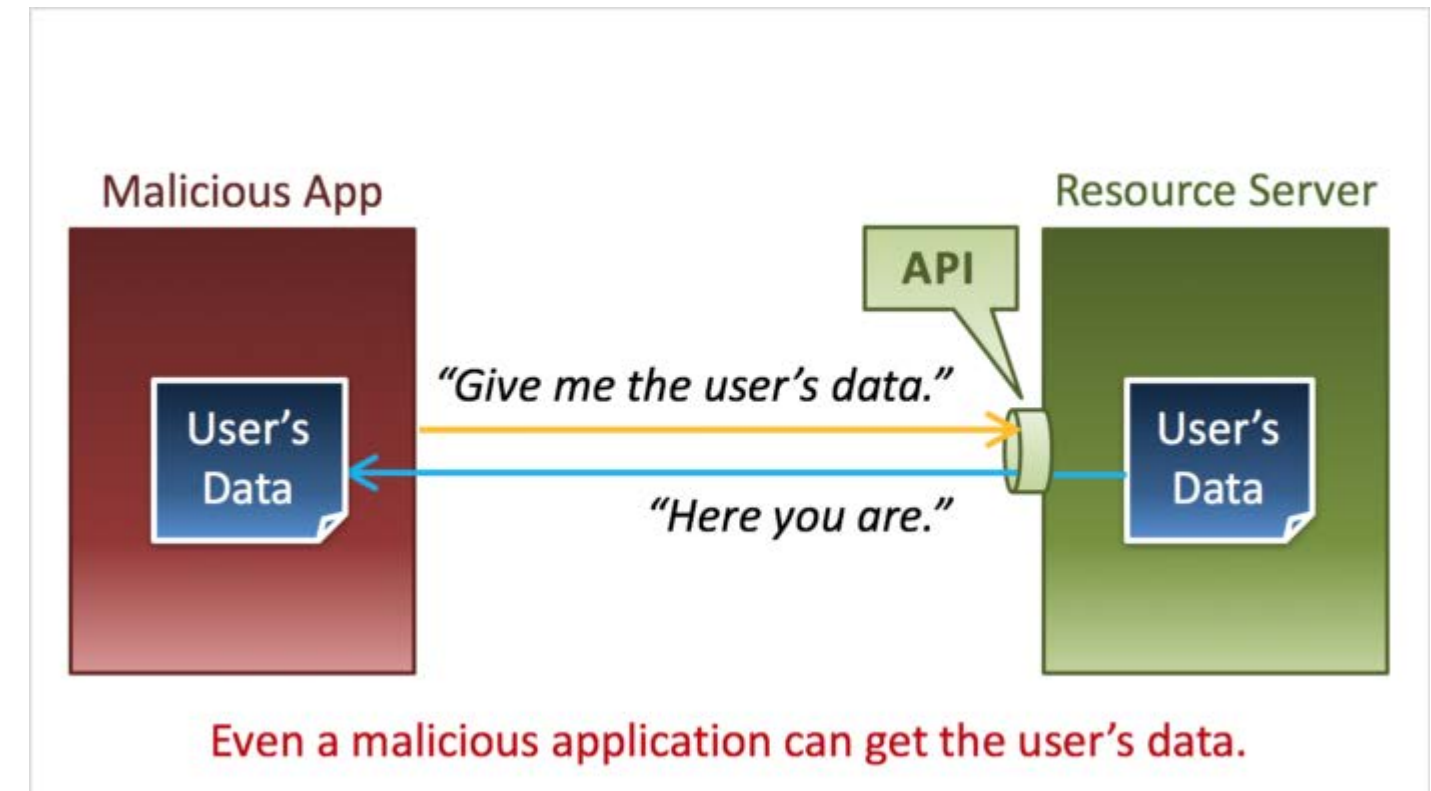 Malicious App
Resource Server
API
“Give me the user’s data.”
User’s
Data
User’s
Data
“Here you are.”
Even a malicious application can get the user’s data.